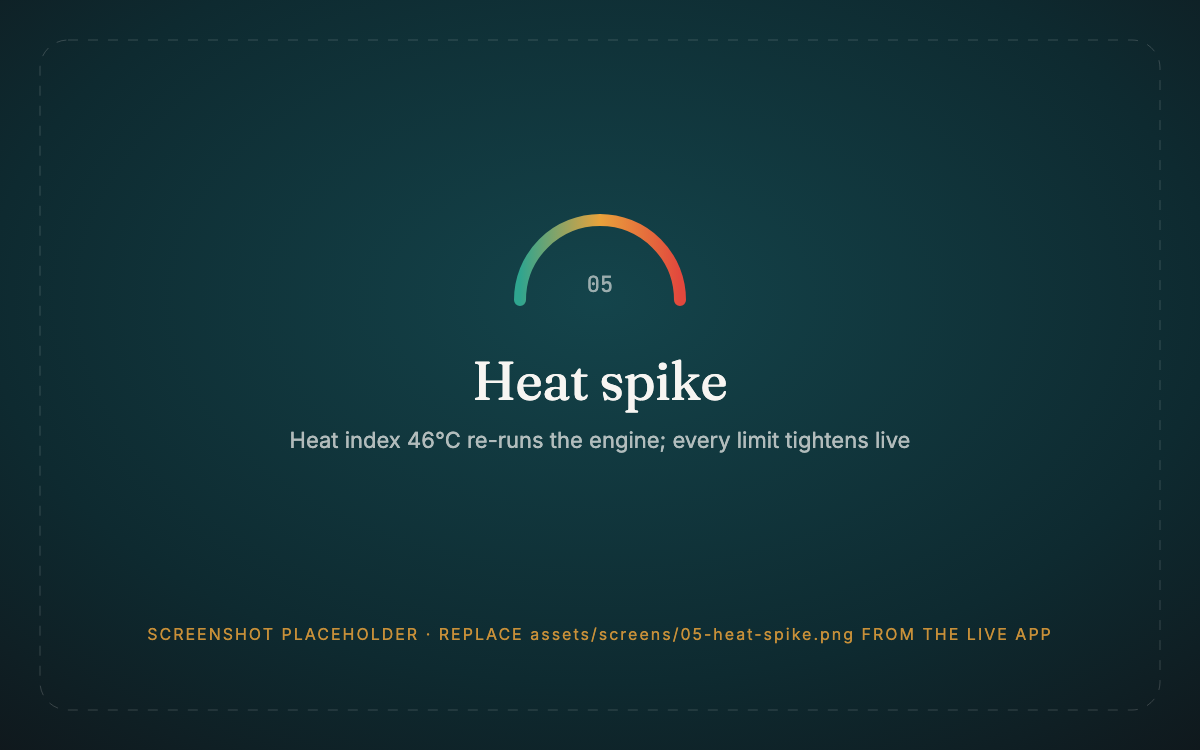 05
Heat spike
Heat index 46°C re-runs the engine; every limit tightens live
SCREENSHOT PLACEHOLDER · REPLACE assets/screens/05-heat-spike.png FROM THE LIVE APP